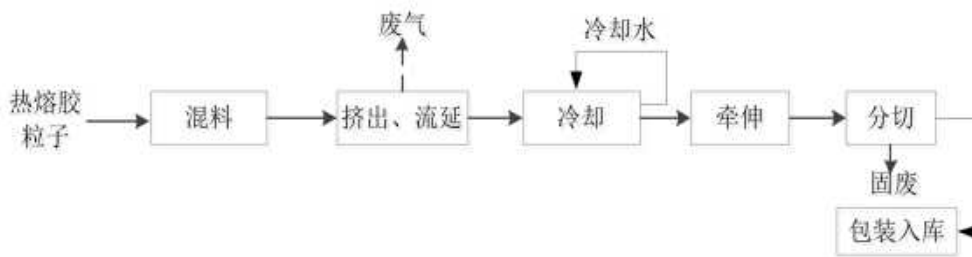 废气
冷却水
热熔胶
粒子
混料
挤出、流延
冷却
牵伸
分切
固废
包装入库